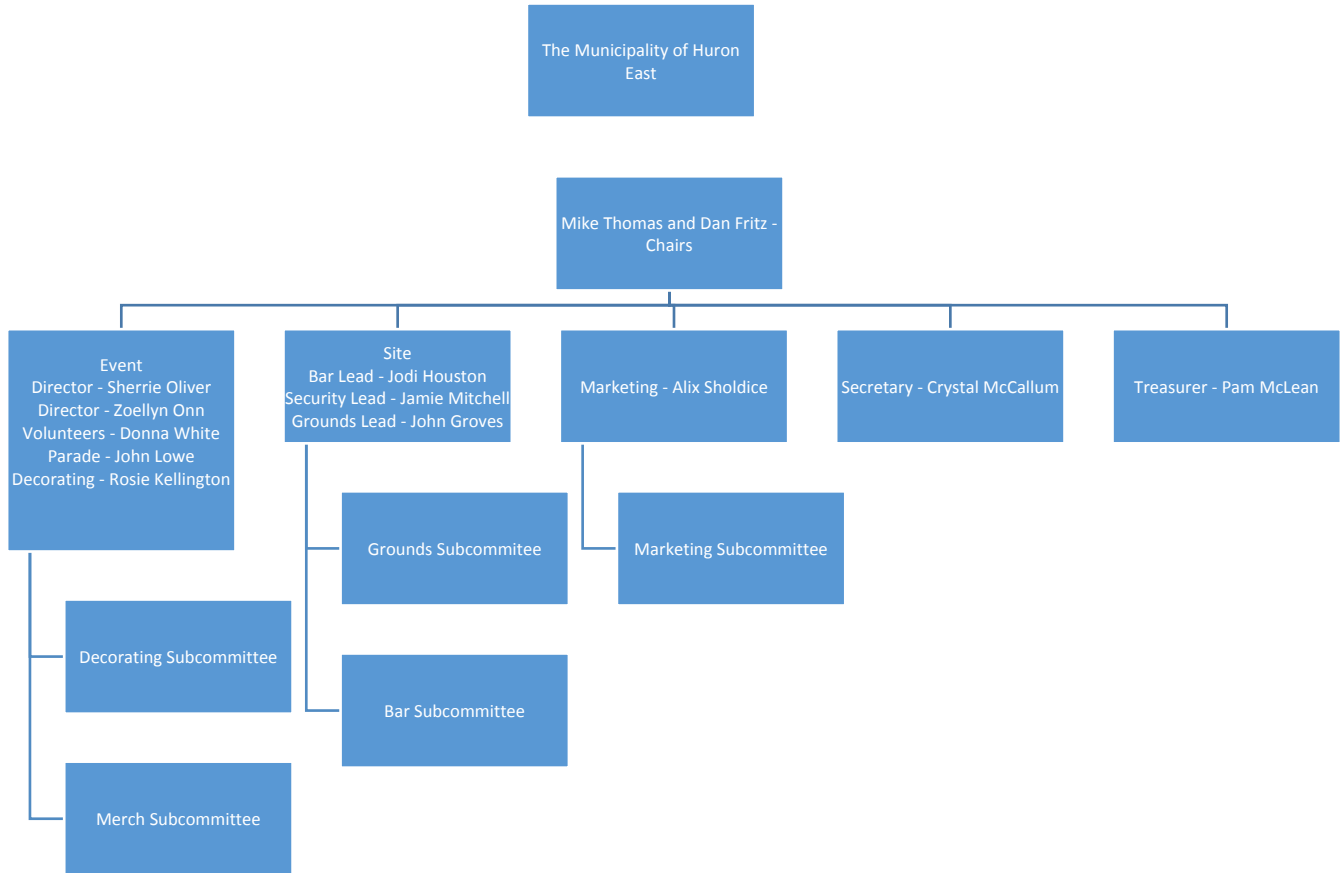 The Municipality of Huron
East
Mike Thomas and Dan Fritz -
Chairs
Event
Director - Sherrie Oliver
Director - Zoellyn Onn
Volunteers - Donna White
Parade - John Lowe
Decorating - Rosie Kellington
Site
Bar Lead - Jodi Houston
Security Lead - Jamie Mitchell
Grounds Lead - John Groves
Marketing - Alix Sholdice
Secretary - Crystal McCallum
Treasurer - Pam McLean
Grounds Subcommitee
Marketing Subcommittee
Decorating Subcommittee
Bar Subcommittee
Merch Subcommittee